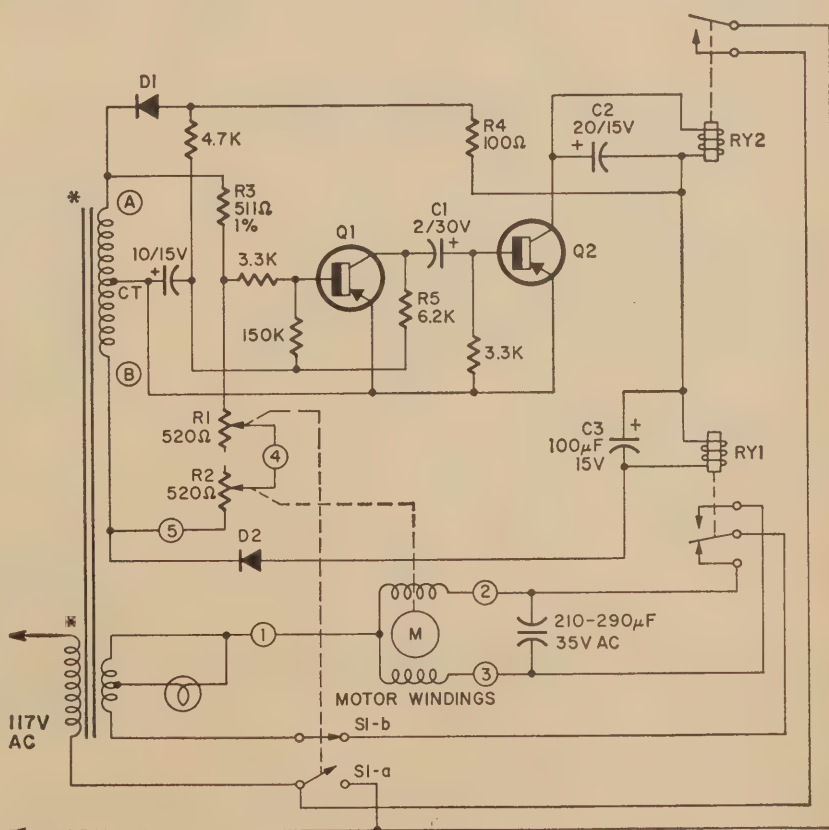 D1
4.7K
R4
100Ω
C2
20/15V
+
RY2
*
A
R3
511Ω
1%
10/15V
+
CT
3.3K
Q1
C1
2/30V
+
Q2
R5
6.2K
150K
3.3K
B
R1
520Ω
4
C3
100µF
15V
+
RY1
R2
520Ω
5
D2
*
1
2
210-290µF
35V AC
M
3
MOTOR WINDINGS
117V
AC
S1-b
S1-a